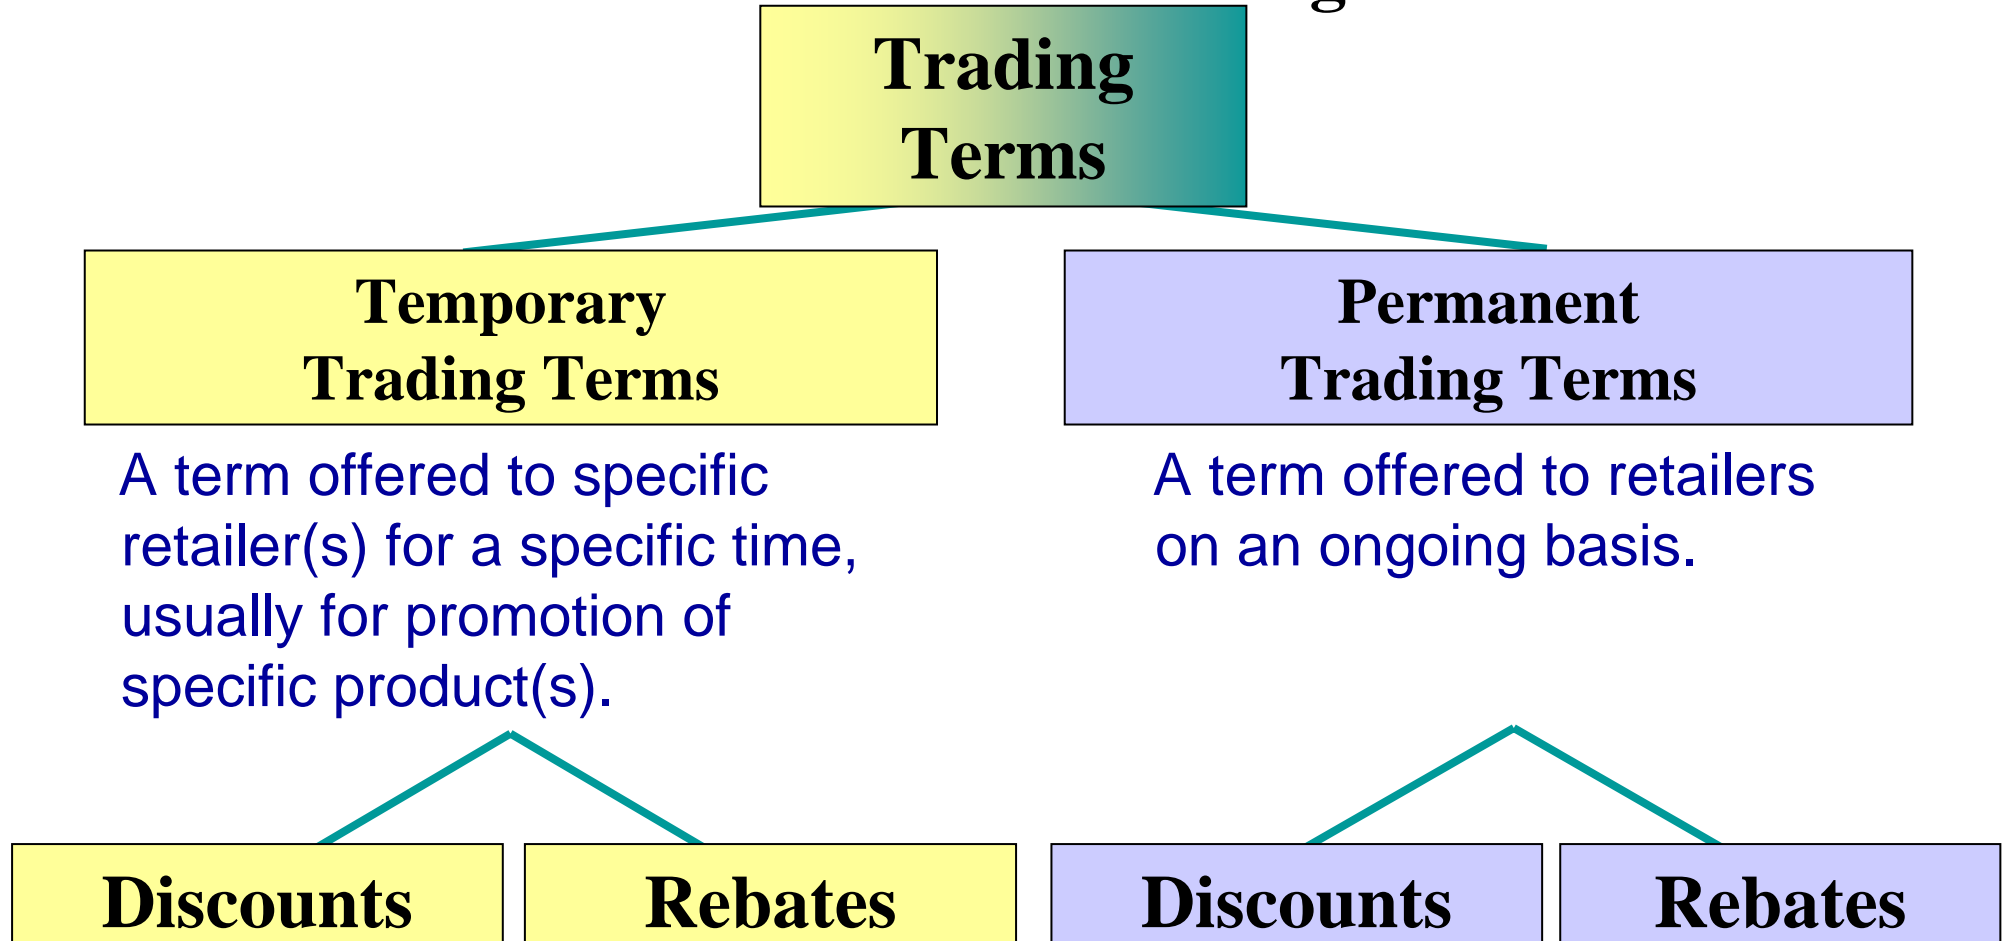 Trading
Terms
Temporary
Trading Terms
Permanent
Trading Terms
A term offered to specific
retailer(s) for a specific time,
usually for promotion of
specific product(s).
A term offered to retailers
on an ongoing basis.
Discounts
Rebates
Discounts
Rebates